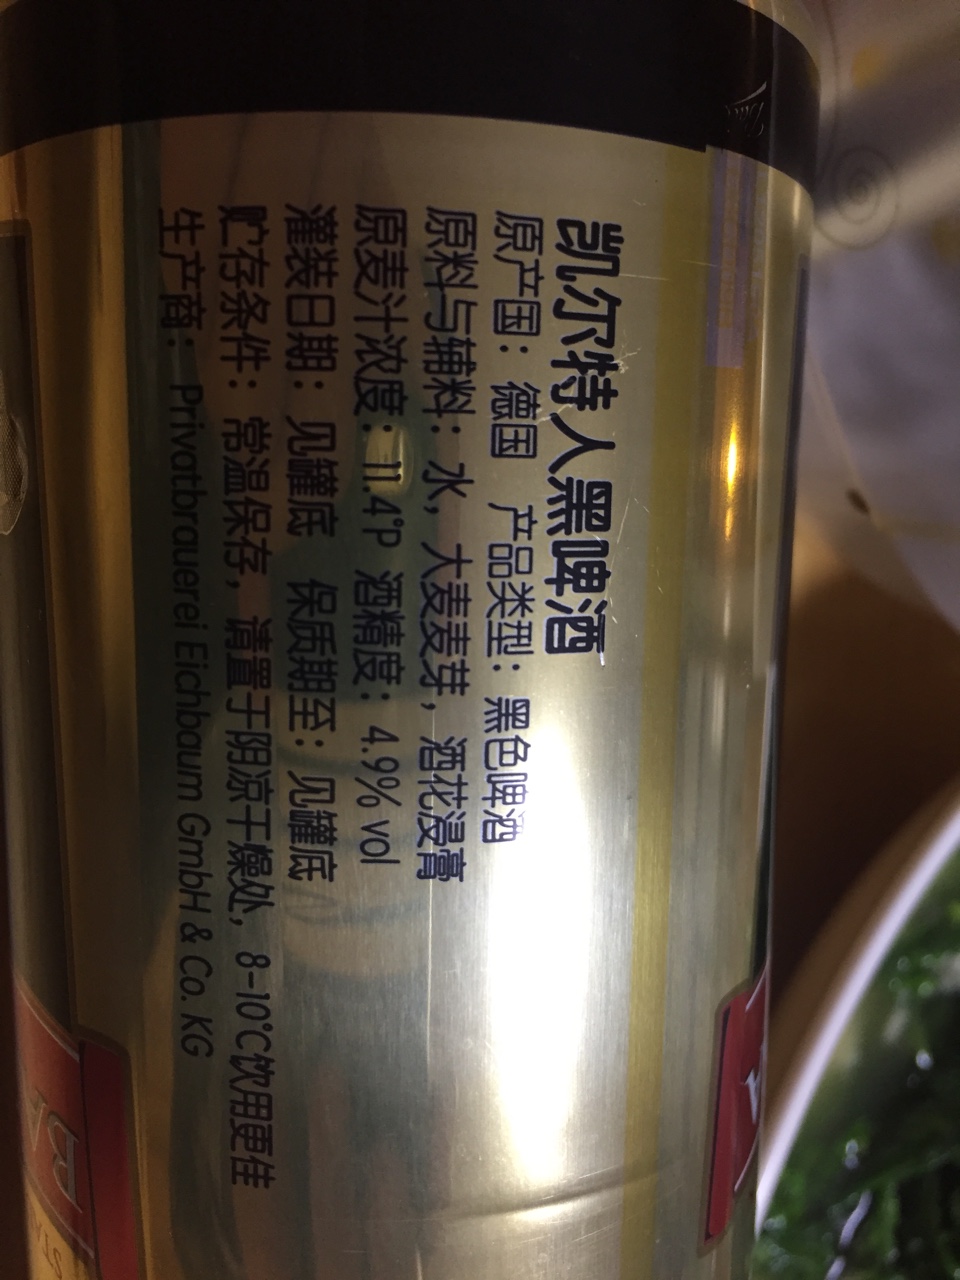 凯尔特人黑啤酒
原产国：德国 产品类型：黑色啤酒
原料与辅料：水，大麦麦芽，酒花浸膏
原麦汁浓度：11.4°P 酒精度：4.9% vol
灌装日期：见罐底 保质期至：见罐底
贮存条件：常温保存，请置于阴凉干燥处，8-10°C饮用更佳
生产商：Privatbrauerei Eichbaum GmbH & Co. KG
BA